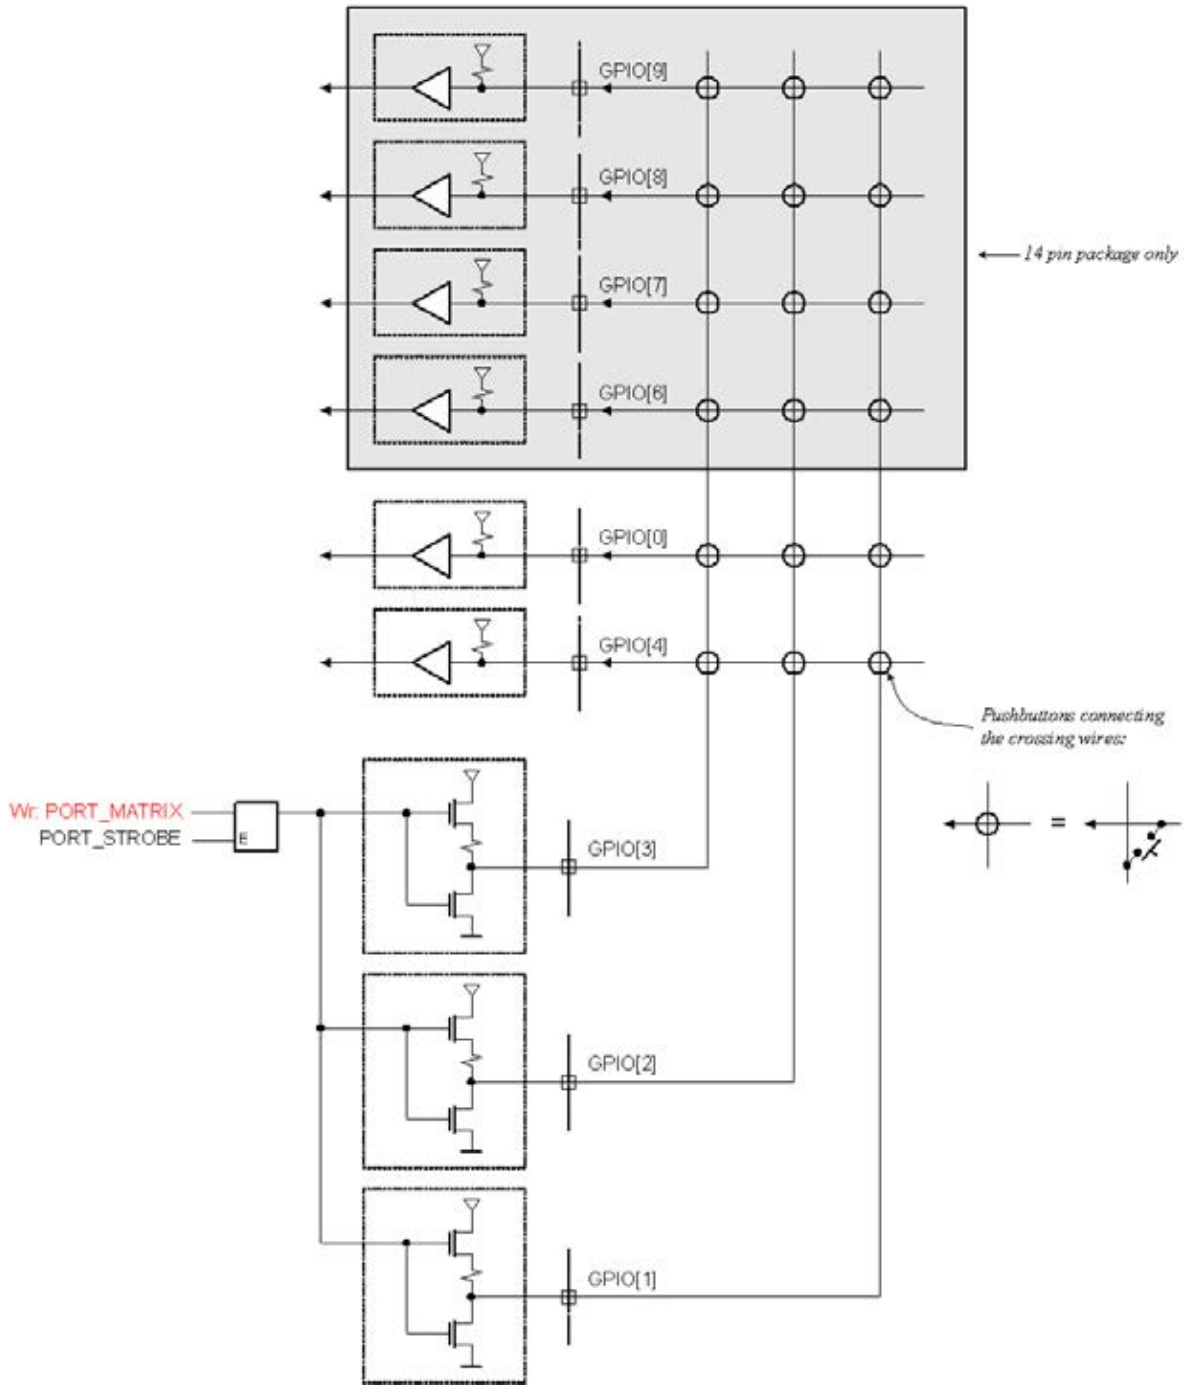 GPIO[9]
GPIO[8]
GPIO[7]
14 pin package only
GPIO[6]
GPIO[0]
GPIO[4]
Pushbuttons connecting
the crossing wires:
Wr: PORT_MATRIX
PORT_STROBE
E
=
GPIO[3]
GPIO[2]
GPIO[1]